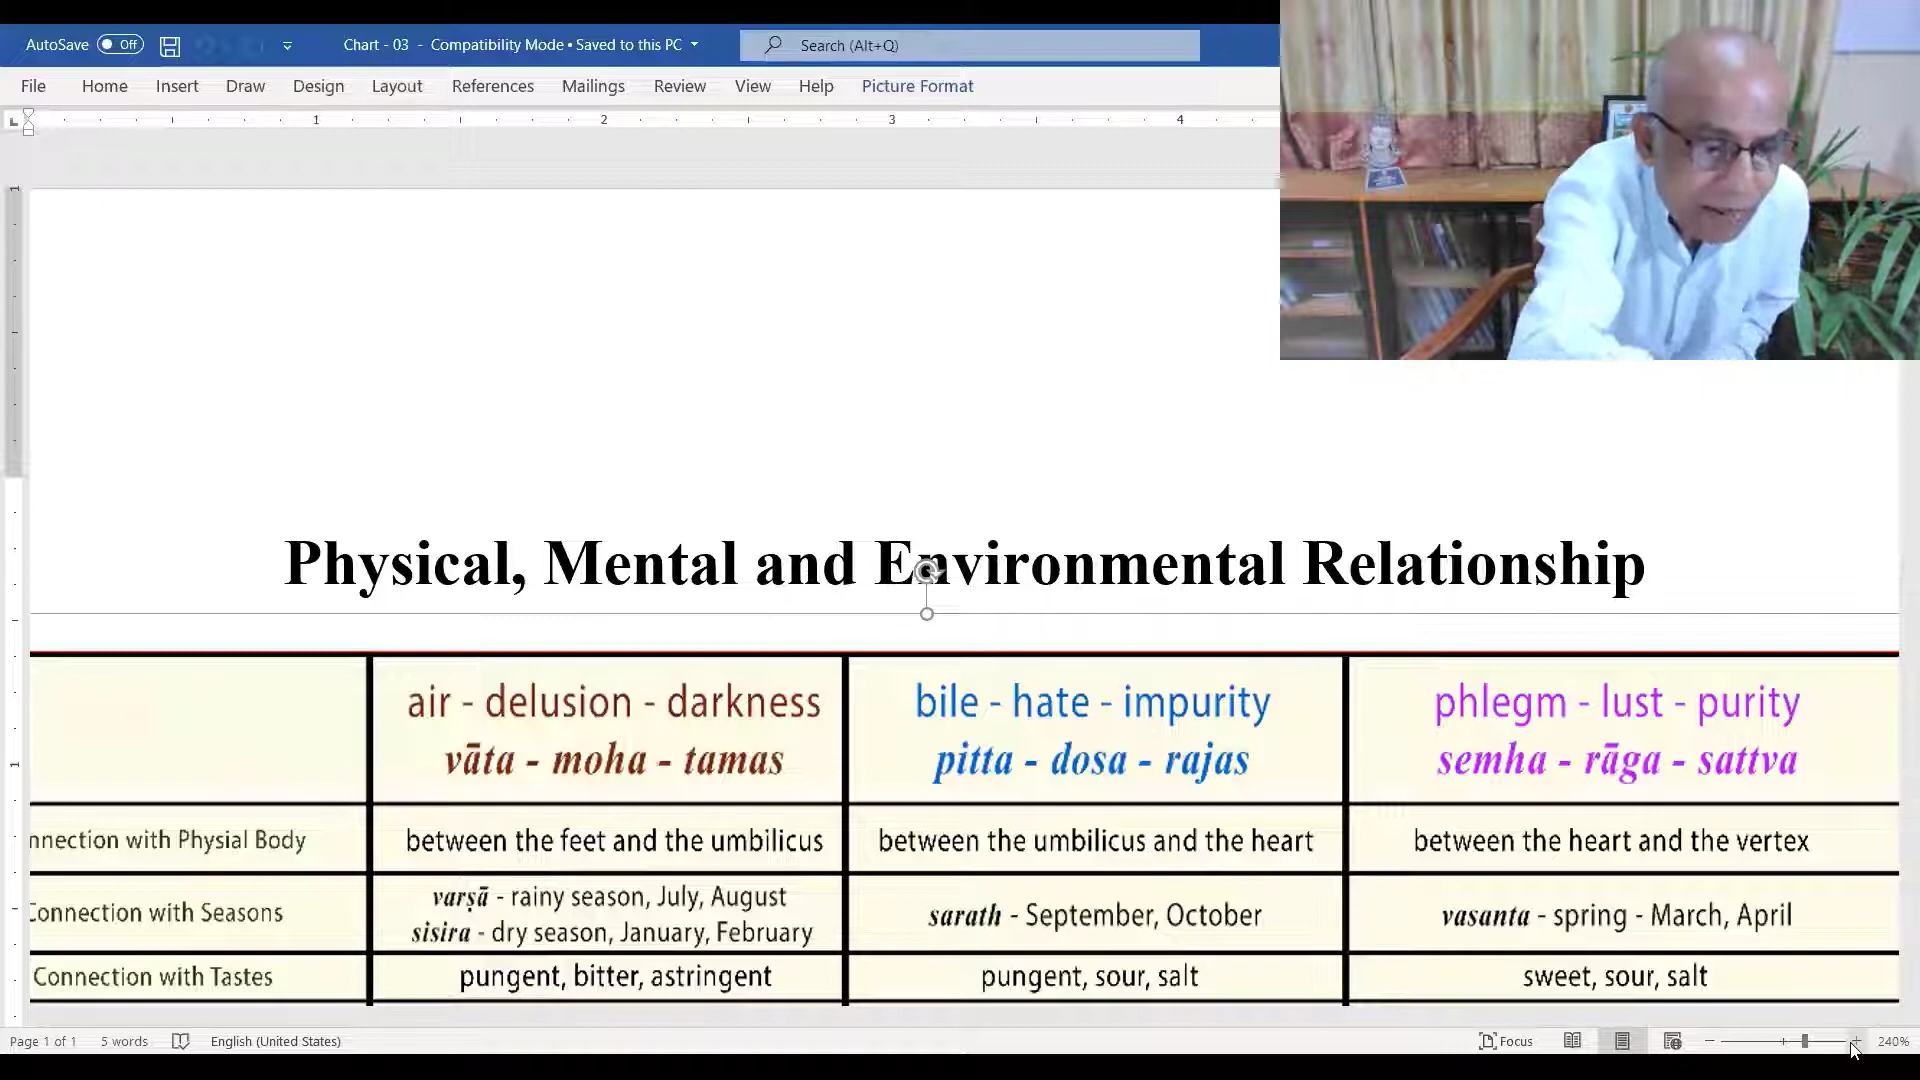 AutoSave Off Chart - 03 - Compatibility Mode • Saved to this PC Search (Alt+Q)
File Home Insert Draw Design Layout References Mailings Review View Help Picture Format
1 2 3 4
1
Physical, Mental and Environmental Relationship
air - delusion - darkness bile - hate - impurity phlegm - lust - purity
vāta - moha - tamas pitta - dosa - rajas semha - rāga - sattva
1
nnection with Physial Body between the feet and the umbilicus between the umbilicus and the heart between the heart and the vertex
Connection with Seasons varṣā - rainy season, July, August sarath - September, October vasanta - spring - March, April
sisira - dry season, January, February
Connection with Tastes pungent, bitter, astringent pungent, sour, salt sweet, sour, salt
Page 1 of 1 5 words English (United States) Focus 240%